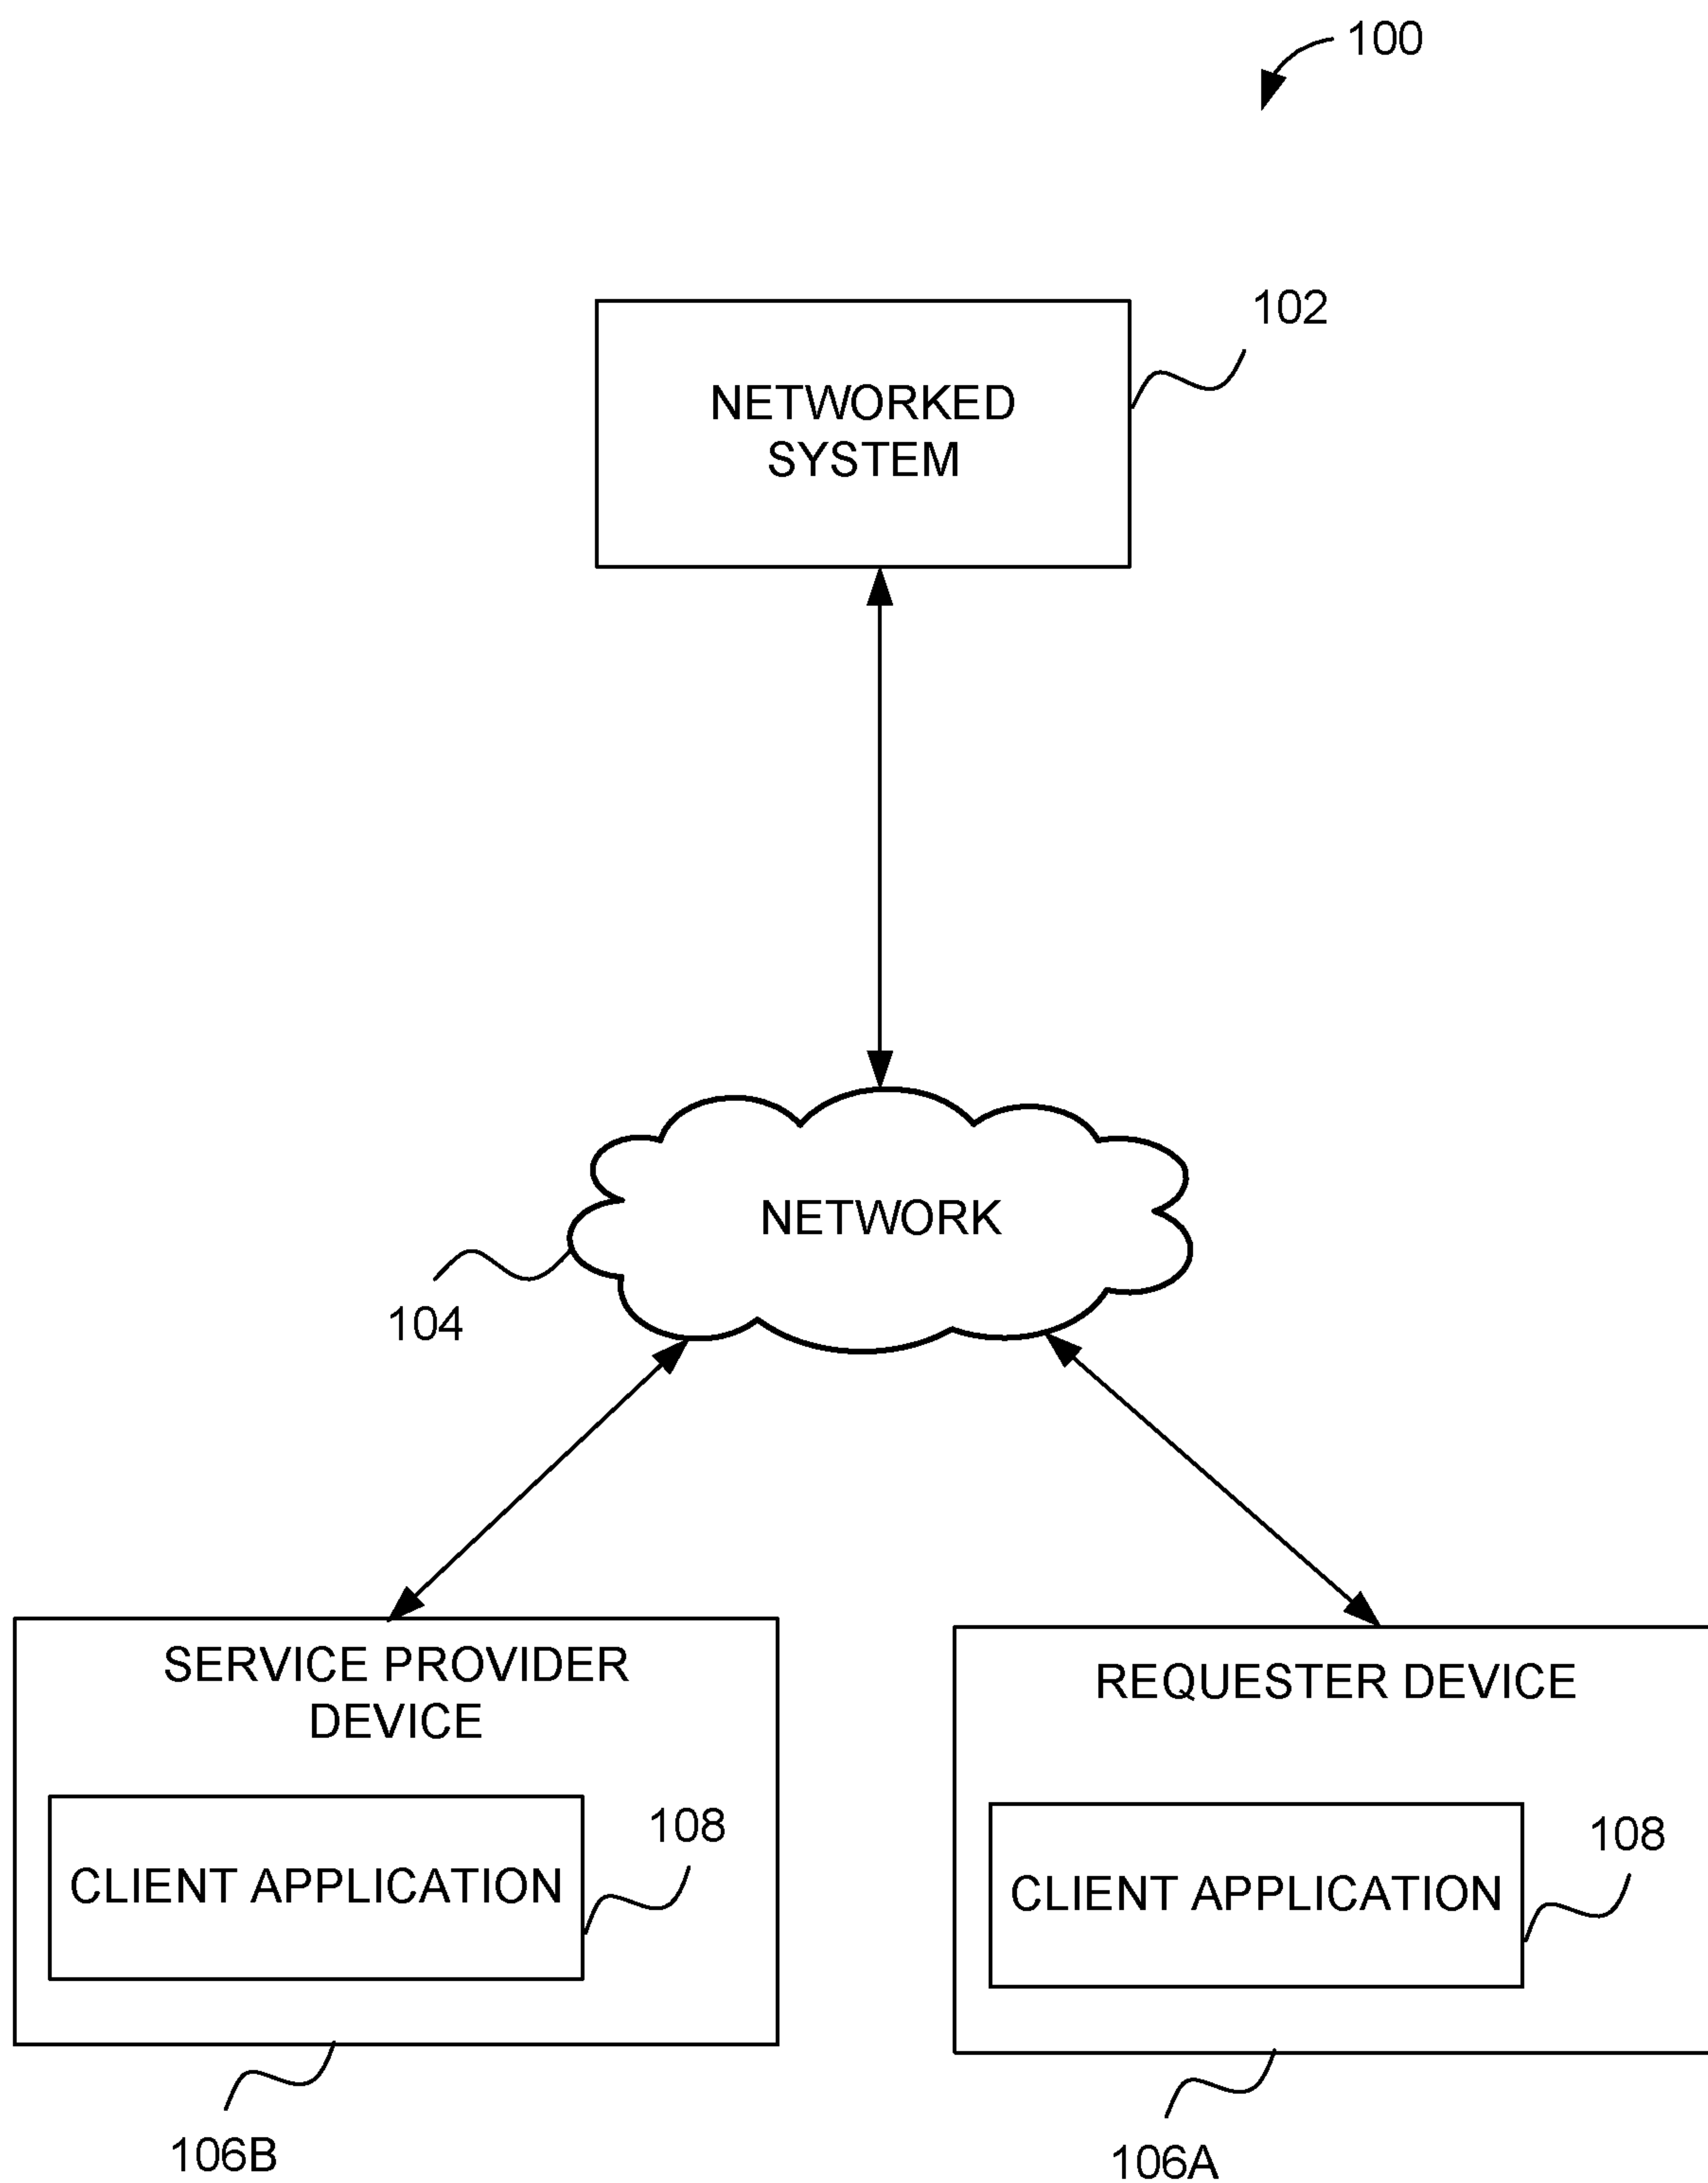 100
102
NETWORKED
SYSTEM
NETWORK
104
SERVICE PROVIDER
DEVICE
108
CLIENT APPLICATION
106B
REQUESTER DEVICE
108
CLIENT APPLICATION
106A